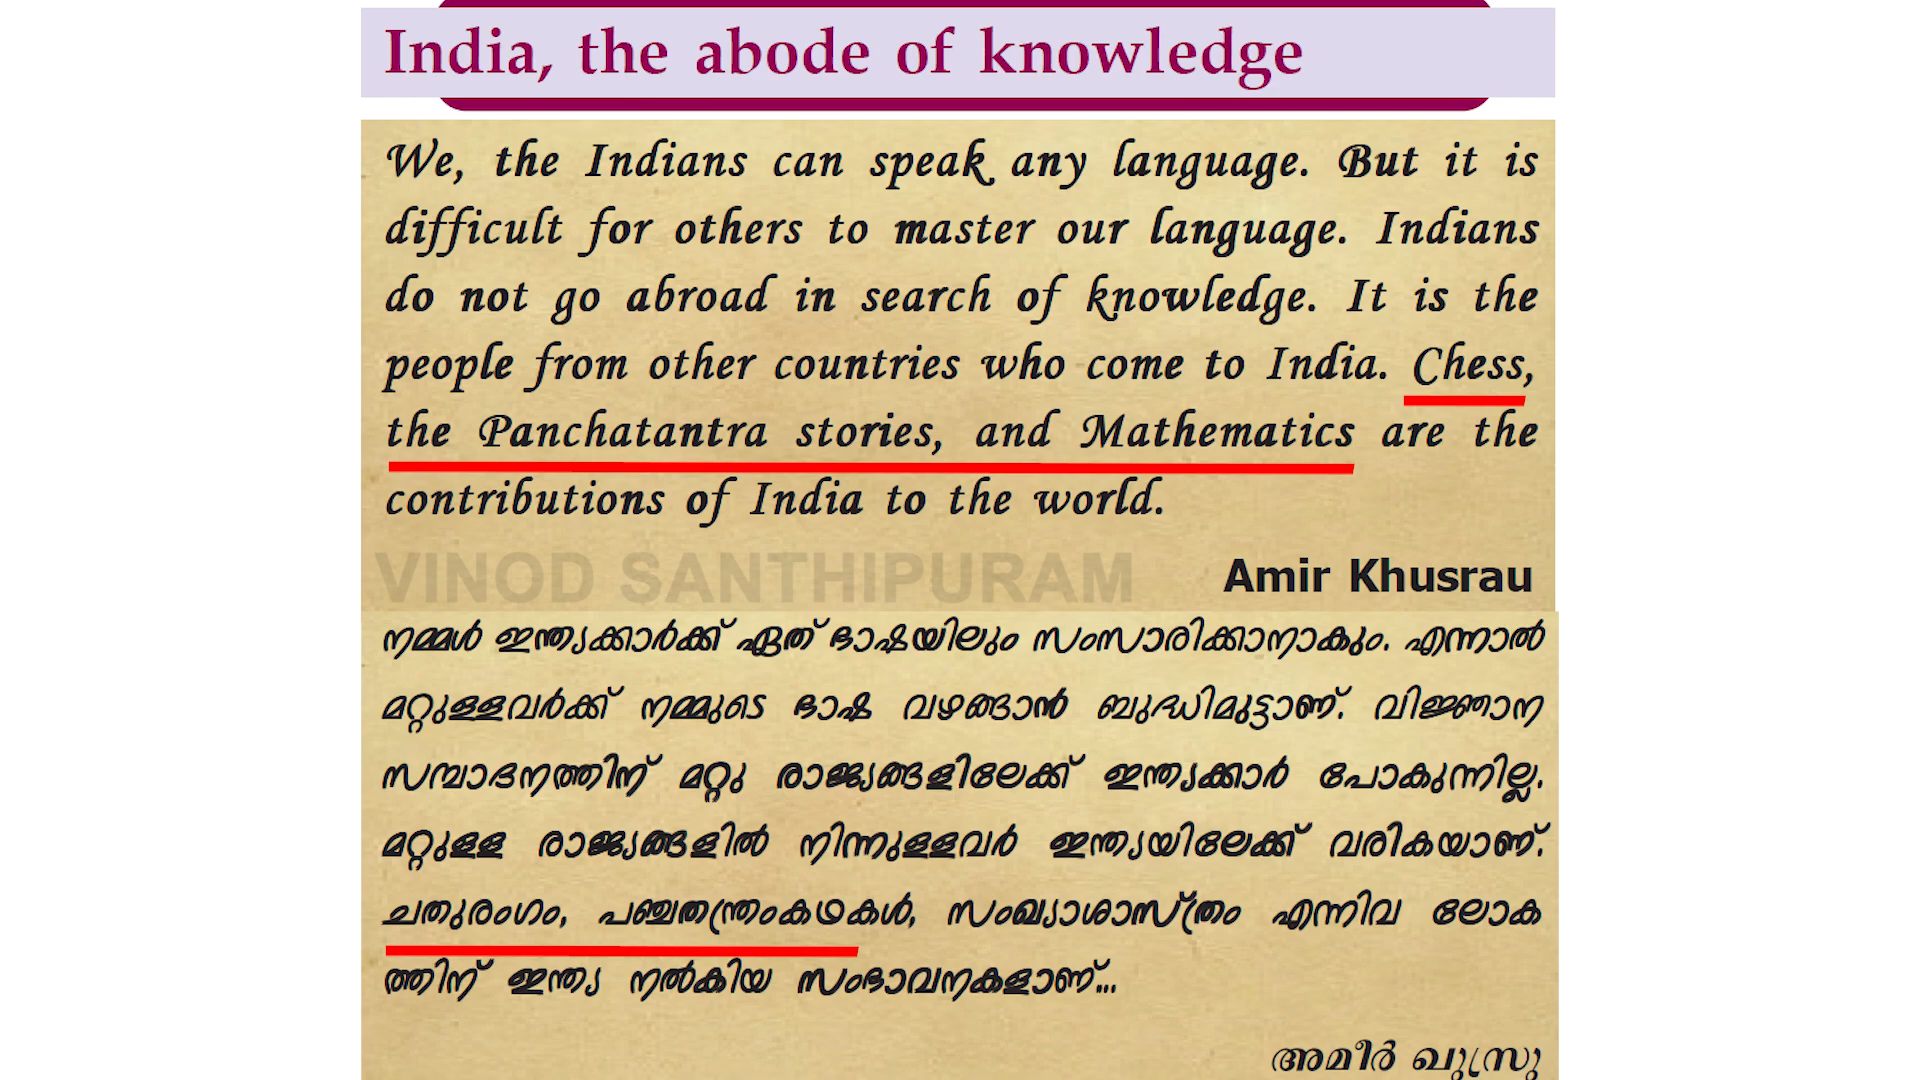 India, the abode of knowledge
We, the Indians can speak any language. But it is
difficult for others to master our language. Indians
do not go abroad in search of knowledge. It is the
people from other countries who come to India. Chess,
the Panchatantra stories, and Mathematics are the
contributions of India to the world.
VINOD SANTHIPURAM
Amir Khusrau
നമ്മൾ ഇന്ത്യക്കാർക്ക് ഏത് ഭാഷയിലും സംസാരിക്കാനാകും. എന്നാൽ
മറ്റുള്ളവർക്ക് നമ്മുടെ ഭാഷ വഴങ്ങാൻ ബുദ്ധിമുട്ടാണ്. വിജ്ഞാന
സമ്പാദനത്തിന് മറ്റു രാജ്യങ്ങളിലേക്ക് ഇന്ത്യക്കാർ പോകുന്നില്ല.
മറ്റുള്ള രാജ്യങ്ങളിൽ നിന്നുള്ളവർ ഇന്ത്യയിലേക്ക് വരികയാണ്.
ചതുരംഗം, പഞ്ചതന്ത്രംകഥകൾ, സംഖ്യാശാസ്ത്രം എന്നിവ ലോക
ത്തിന് ഇന്ത്യ നൽകിയ സംഭാവനകളാണ്...
അമീർ ഖുസ്രു